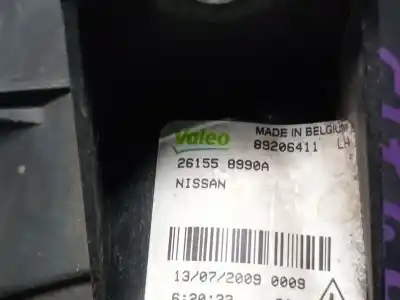 valeo MADE IN BELGIUM
89206411 LH
26155 8990A
NISSAN
13/07/2009 0009